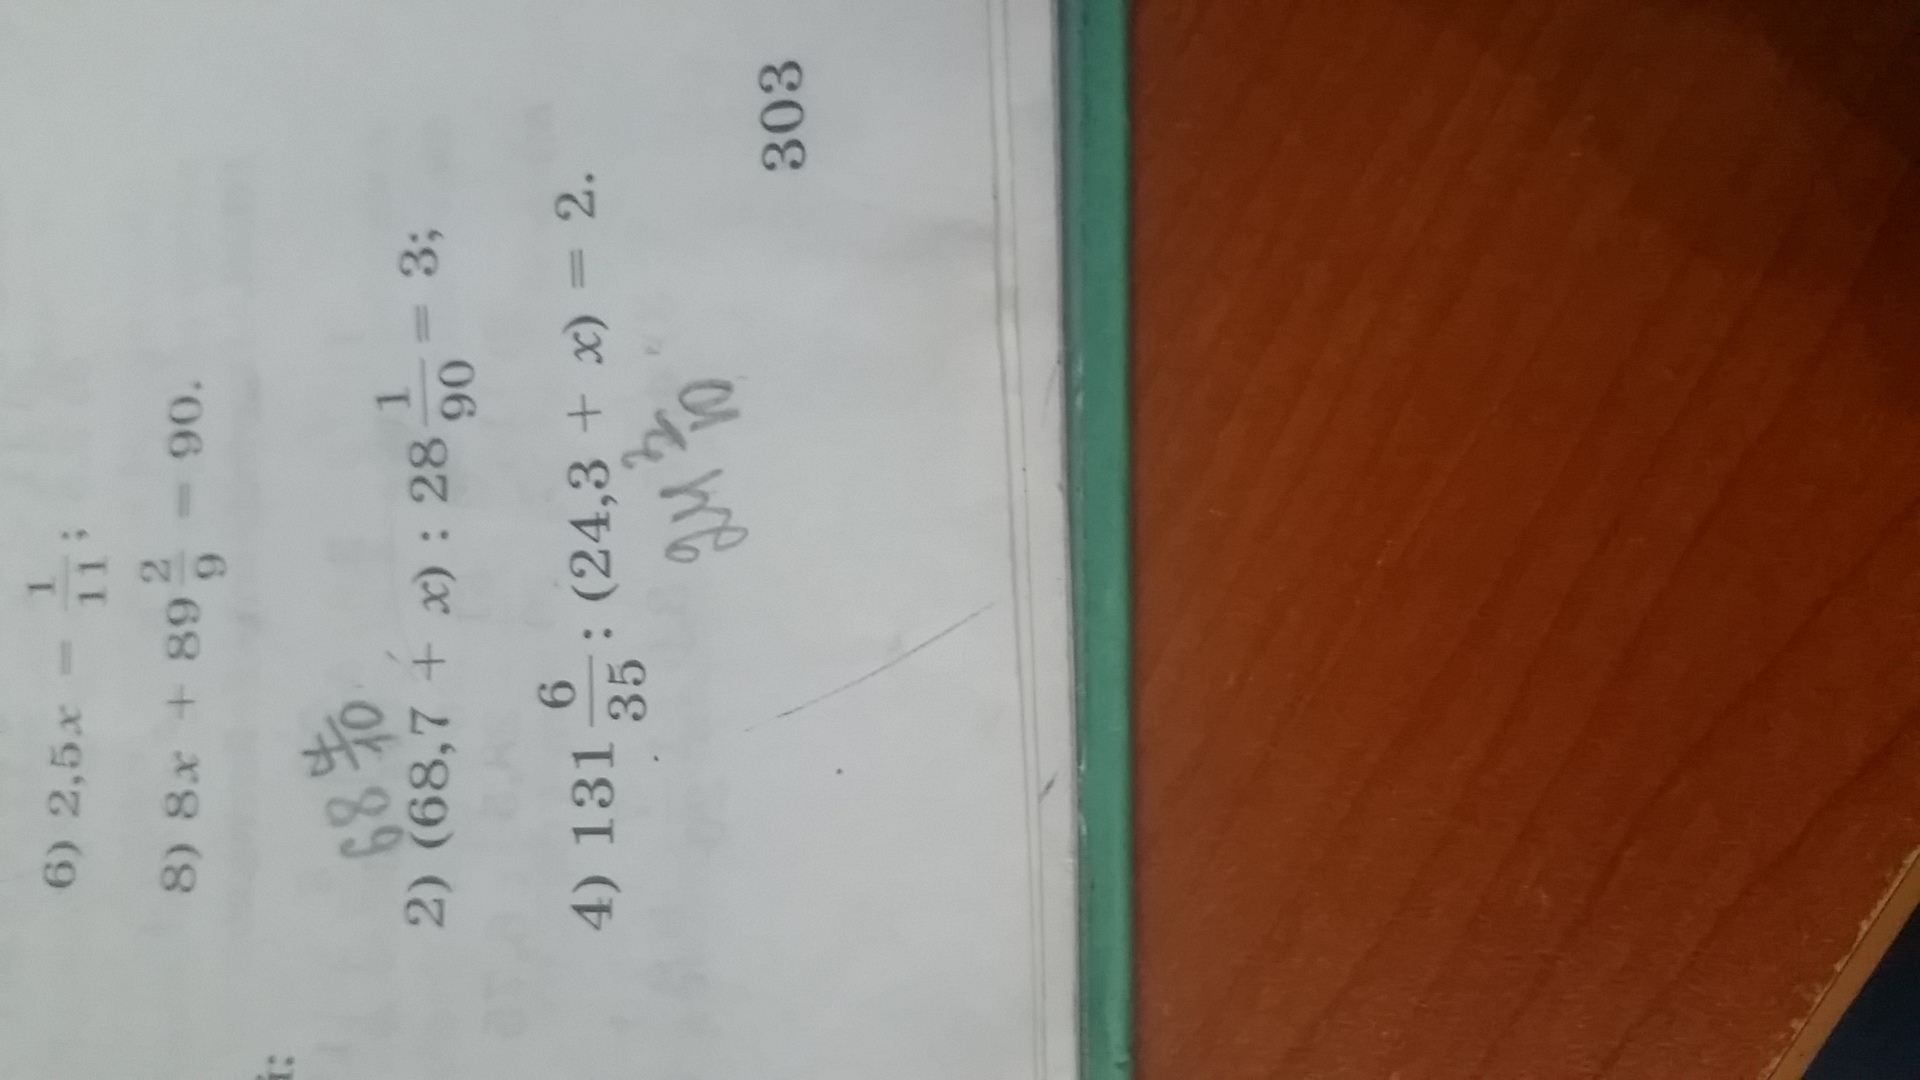 6) 2,5x = 1/11;
8) 8x + 89 2/9 = 90.
:
68 7/10
2) (68,7 + x) : 28 1/90 = 3;
4) 131 6/35 : (24,3 + x) = 2.
24 3/10
303